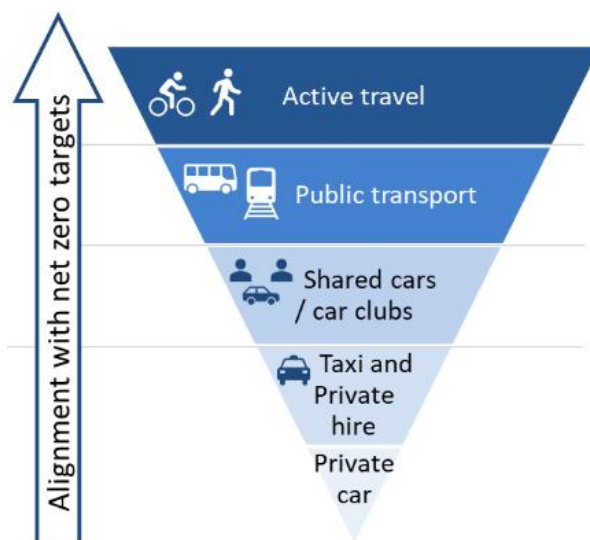 Alignment with net zero targets
Active travel
Public transport
Shared cars
/ car clubs
Taxi and
Private
hire
Private
car